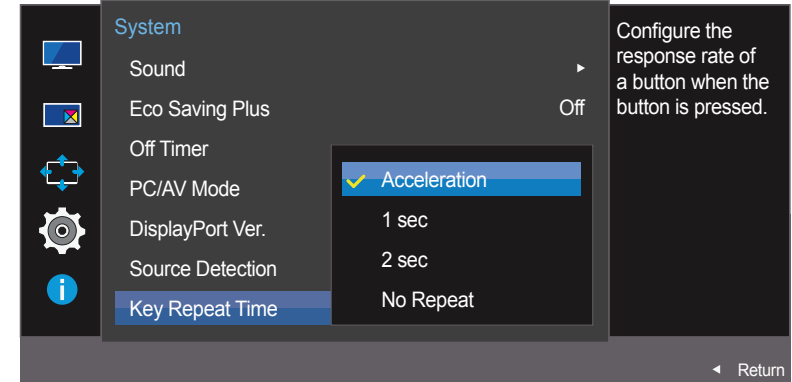 System
Sound ►
Eco Saving Plus Off
Off Timer
PC/AV Mode
DisplayPort Ver.
Source Detection
Key Repeat Time
Acceleration
1 sec
2 sec
No Repeat
Configure the
response rate of
a button when the
button is pressed.
◄ Return